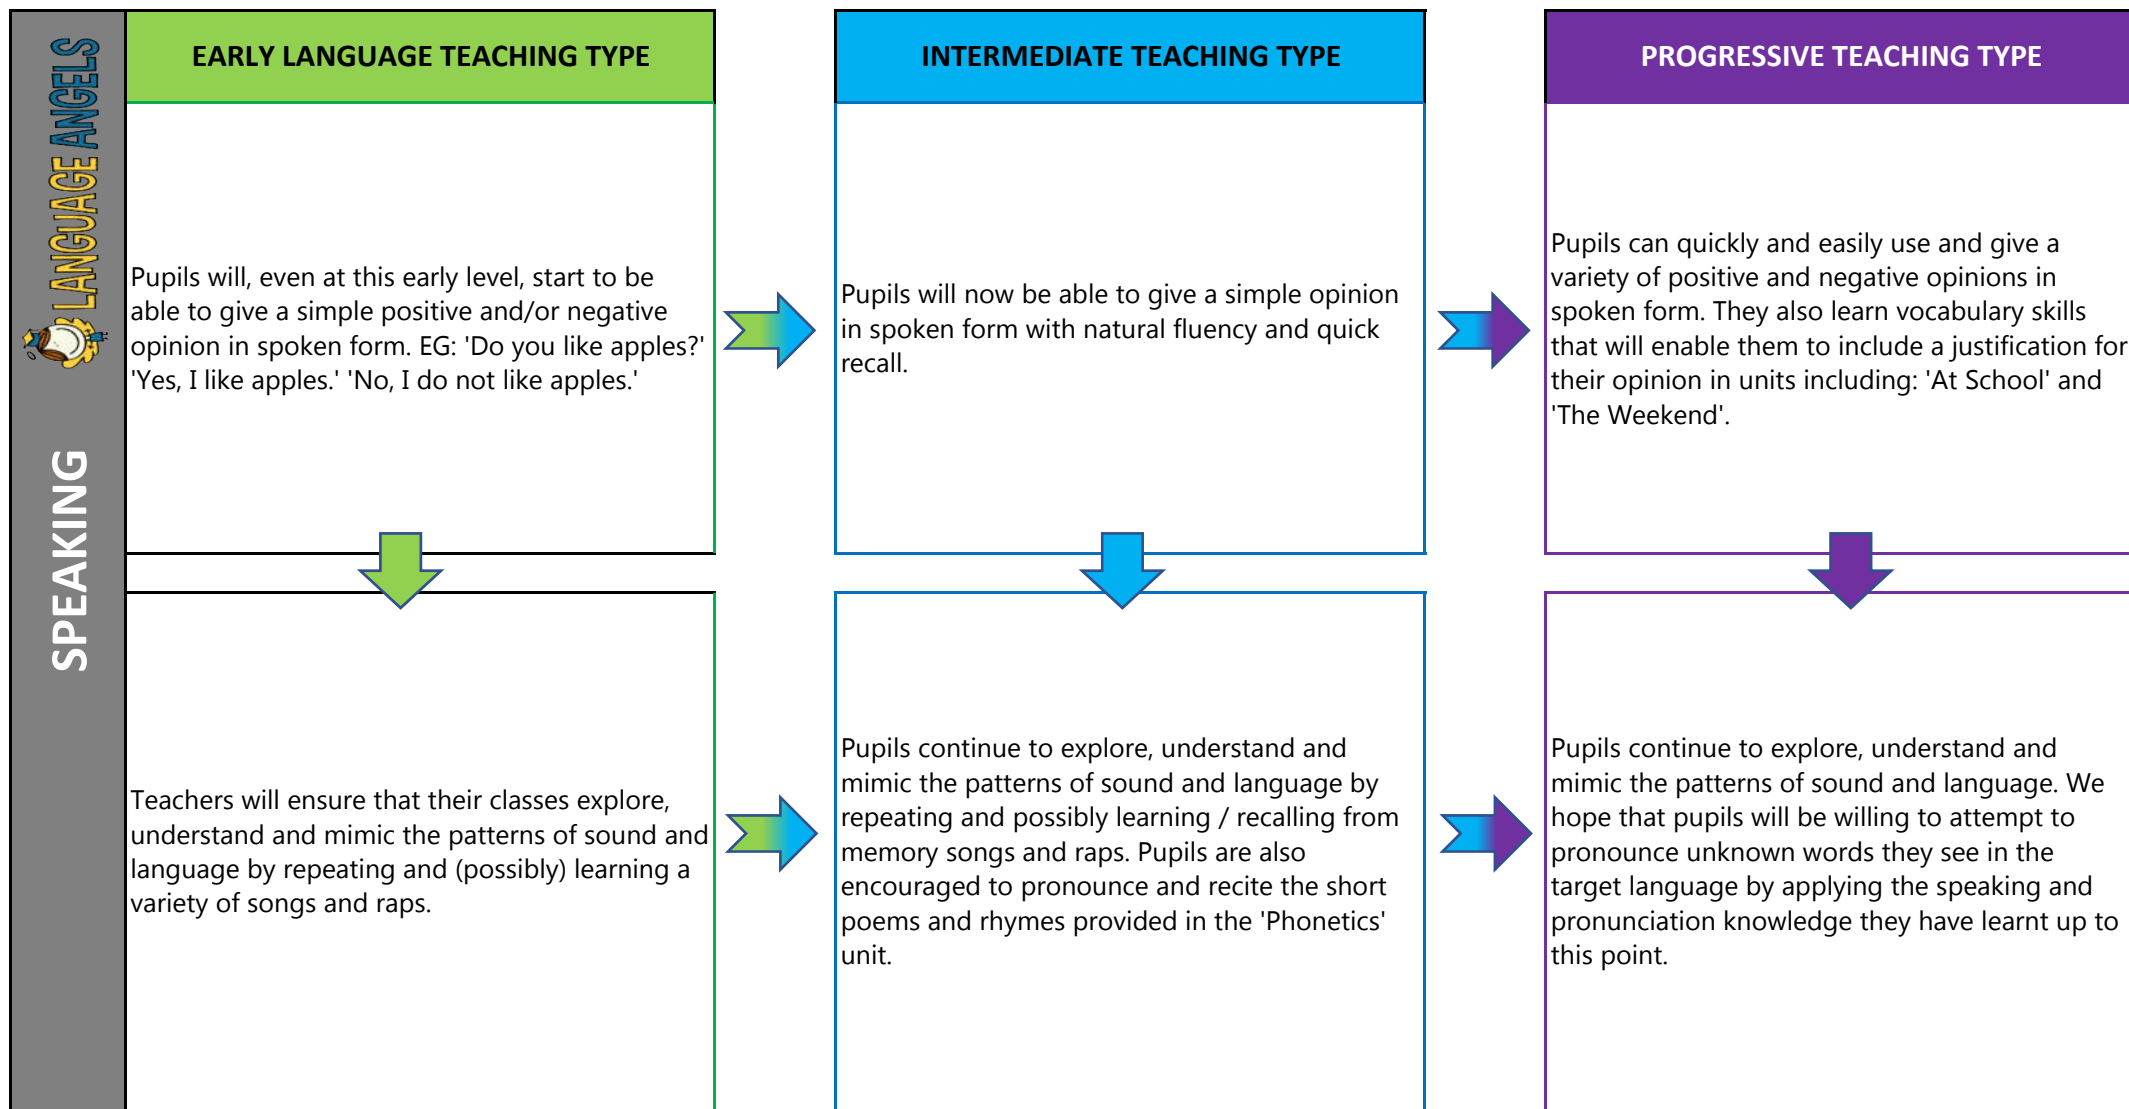 LANGUAGE ANGELS
SPEAKING
EARLY LANGUAGE TEACHING TYPE
INTERMEDIATE TEACHING TYPE
PROGRESSIVE TEACHING TYPE
Pupils will, even at this early level, start to be
able to give a simple positive and/or negative
opinion in spoken form. EG: 'Do you like apples?'
'Yes, I like apples.' 'No, I do not like apples.'
Pupils will now be able to give a simple opinion
in spoken form with natural fluency and quick
recall.
Pupils can quickly and easily use and give a
variety of positive and negative opinions in
spoken form. They also learn vocabulary skills
that will enable them to include a justification for
their opinion in units including: 'At School' and
'The Weekend'.
Teachers will ensure that their classes explore,
understand and mimic the patterns of sound and
language by repeating and (possibly) learning a
variety of songs and raps.
Pupils continue to explore, understand and
mimic the patterns of sound and language by
repeating and possibly learning / recalling from
memory songs and raps. Pupils are also
encouraged to pronounce and recite the short
poems and rhymes provided in the 'Phonetics'
unit.
Pupils continue to explore, understand and
mimic the patterns of sound and language. We
hope that pupils will be willing to attempt to
pronounce unknown words they see in the
target language by applying the speaking and
pronunciation knowledge they have learnt up to
this point.